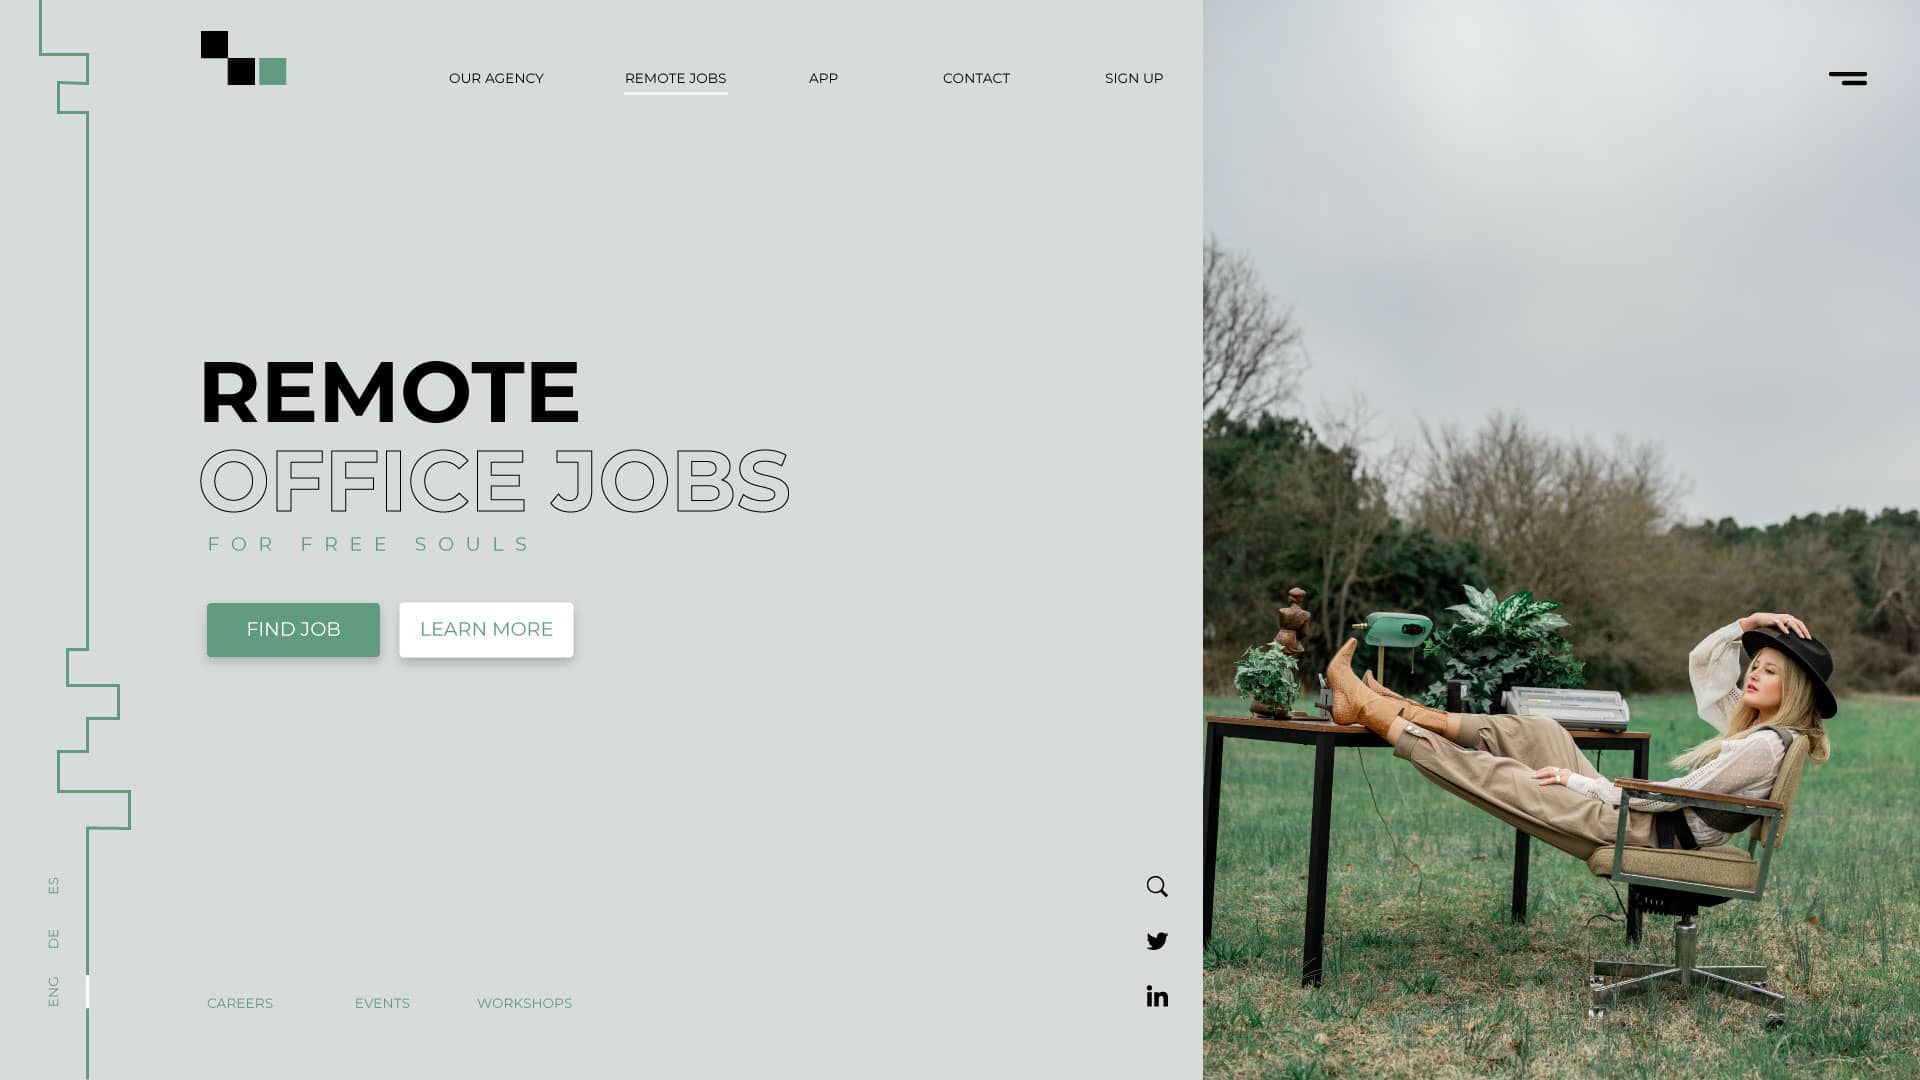 OUR AGENCY REMOTE JOBS APP CONTACT SIGN UP
REMOTE
OFFICE JOBS
FOR FREE SOULS
FIND JOB LEARN MORE
ES
DE
ENG
CAREERS EVENTS WORKSHOPS
in